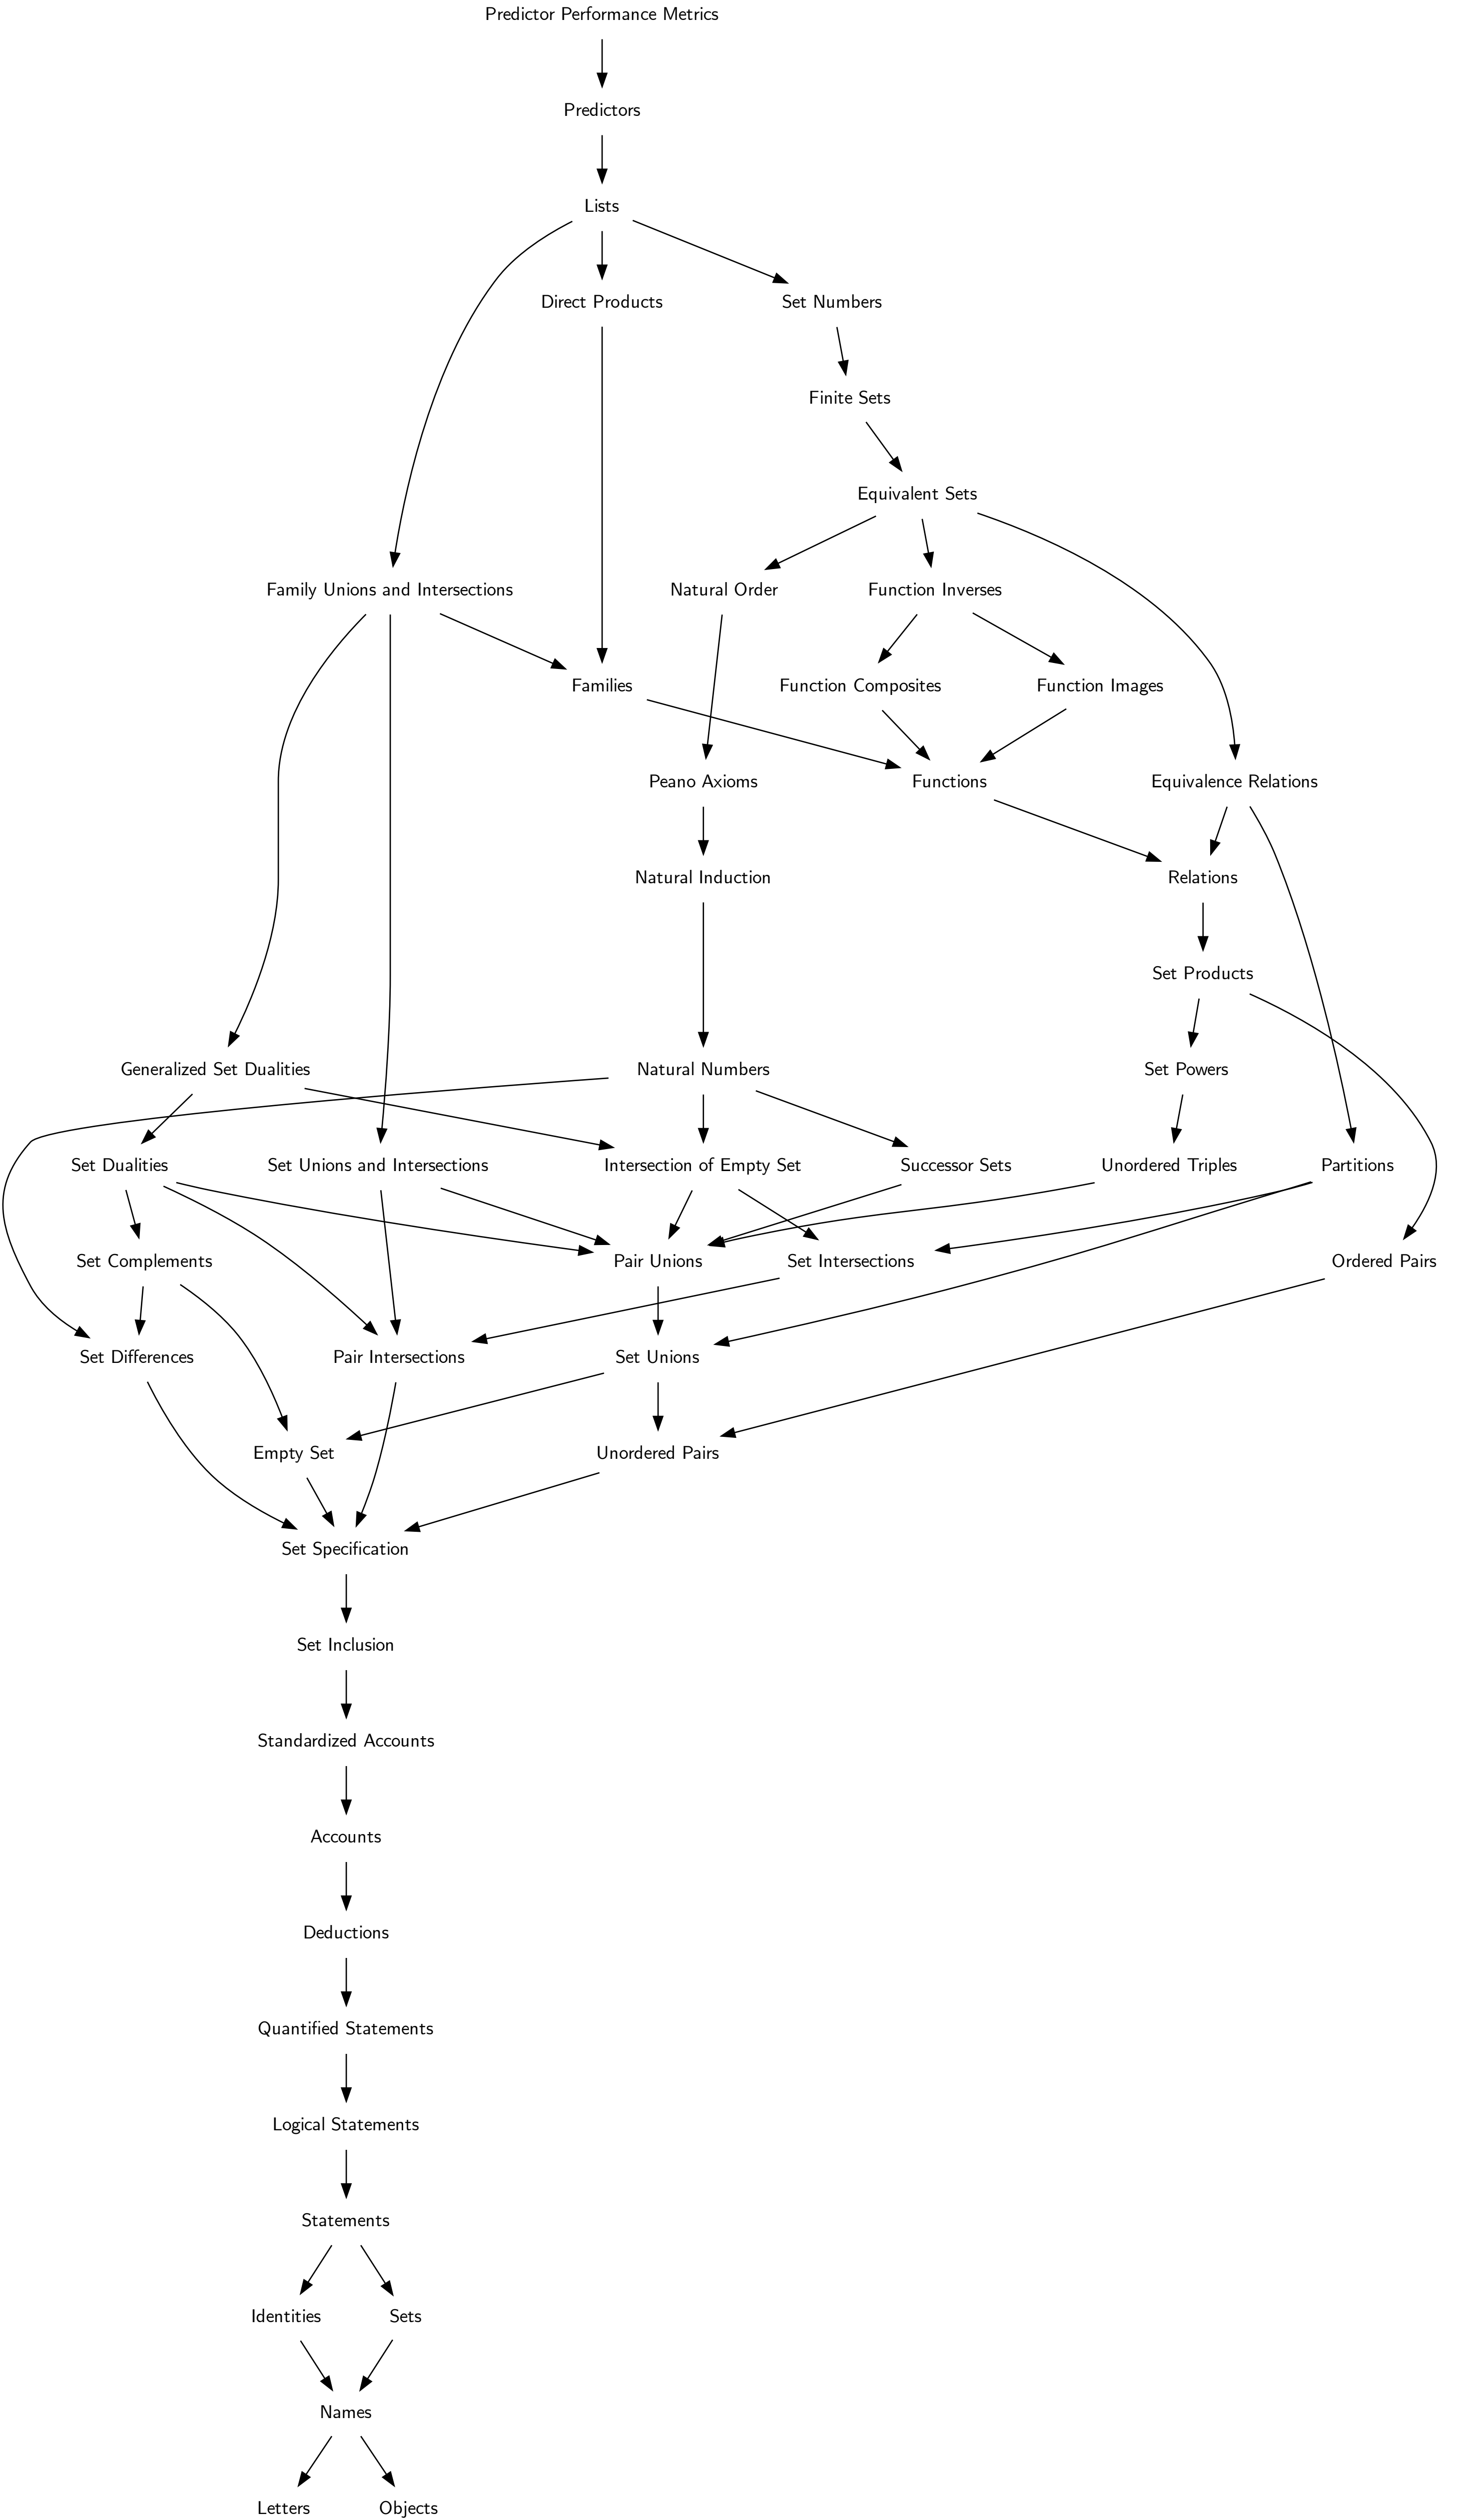 Predictor Performance Metrics
Predictors
Lists
Direct Products
Set Numbers
Finite Sets
Equivalent Sets
Family Unions and Intersections
Natural Order
Function Inverses
Families
Function Composites
Function Images
Peano Axioms
Functions
Equivalence Relations
Natural Induction
Relations
Set Products
Generalized Set Dualities
Natural Numbers
Set Powers
Set Dualities
Set Unions and Intersections
Intersection of Empty Set
Successor Sets
Unordered Triples
Partitions
Set Complements
Pair Unions
Set Intersections
Ordered Pairs
Set Differences
Pair Intersections
Set Unions
Empty Set
Unordered Pairs
Set Specification
Set Inclusion
Standardized Accounts
Accounts
Deductions
Quantified Statements
Logical Statements
Statements
Identities
Sets
Names
Letters
Objects